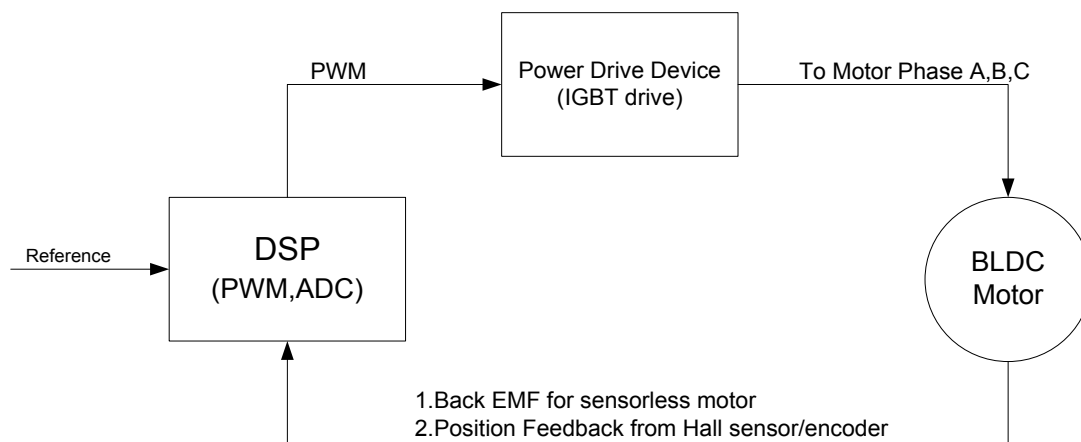 PWM
Power Drive Device
(IGBT drive)
To Motor Phase A,B,C
Reference
DSP
(PWM,ADC)
BLDC
Motor
1.Back EMF for sensorless motor
2.Position Feedback from Hall sensor/encoder